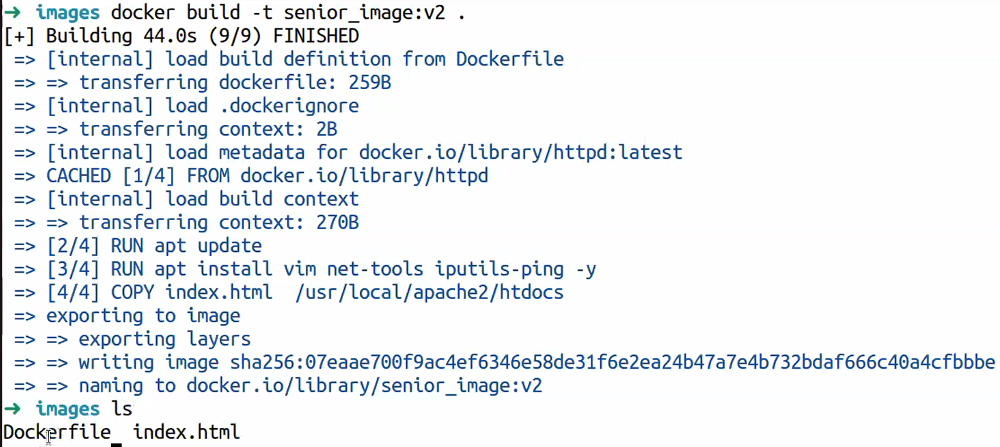 ➜ images docker build -t senior_image:v2 .
[+] Building 44.0s (9/9) FINISHED
=> [internal] load build definition from Dockerfile
=> => transferring dockerfile: 259B
=> [internal] load .dockerignore
=> => transferring context: 2B
=> [internal] load metadata for docker.io/library/httpd:latest
=> CACHED [1/4] FROM docker.io/library/httpd
=> [internal] load build context
=> => transferring context: 270B
=> [2/4] RUN apt update
=> [3/4] RUN apt install vim net-tools iputils-ping -y
=> [4/4] COPY index.html  /usr/local/apache2/htdocs
=> exporting to image
=> => exporting layers
=> => writing image sha256:07eaae700f9ac4ef6346e58de31f6e2ea24b47a7e4b732bdaf666c40a4cfbbbe
=> => naming to docker.io/library/senior_image:v2
➜ images ls
Dockerfile  index.html